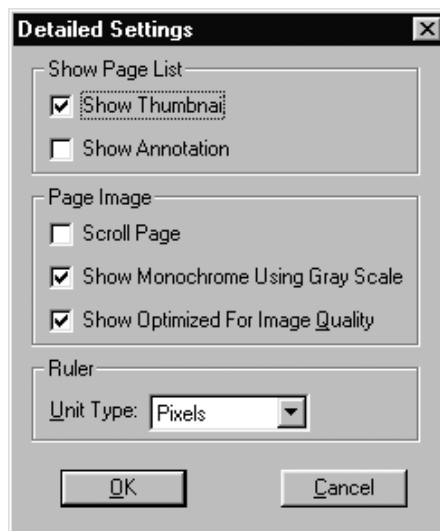 Detailed Settings
Show Page List
Show Thumbnai
Show Annotation
Page Image
Scroll Page
Show Monochrome Using Gray Scale
Show Optimized For Image Quality
Ruler
Unit Type: Pixels
OK Cancel